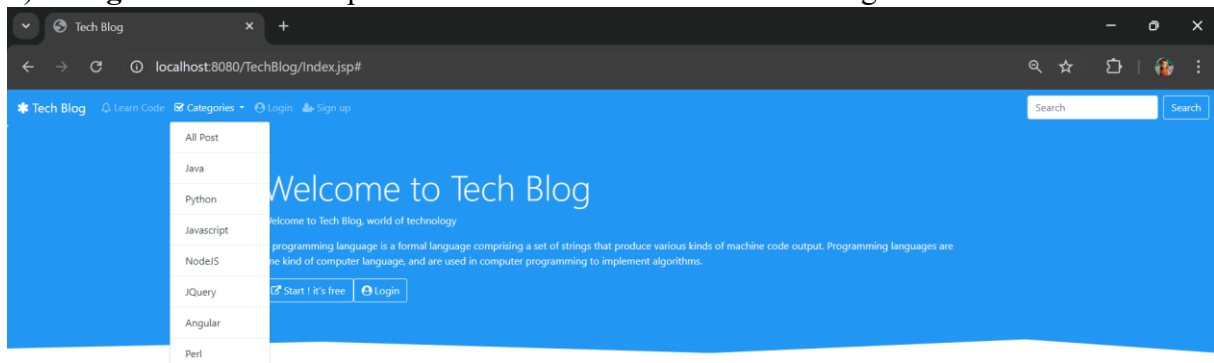 Tech Blog
localhost:8080/TechBlog/Index.jsp#
Tech Blog Learn Code Categories Login Sign up Search Search
All Post
Java
Python
Javascript
NodeJS
JQuery
Angular
Perl
Welcome to Tech Blog
elcome to Tech Blog, world of technology
programming language is a formal language comprising a set of strings that produce various kinds of machine code output. Programming languages are
ne kind of computer language, and are used in computer programming to implement algorithms.
Start ! it's free Login